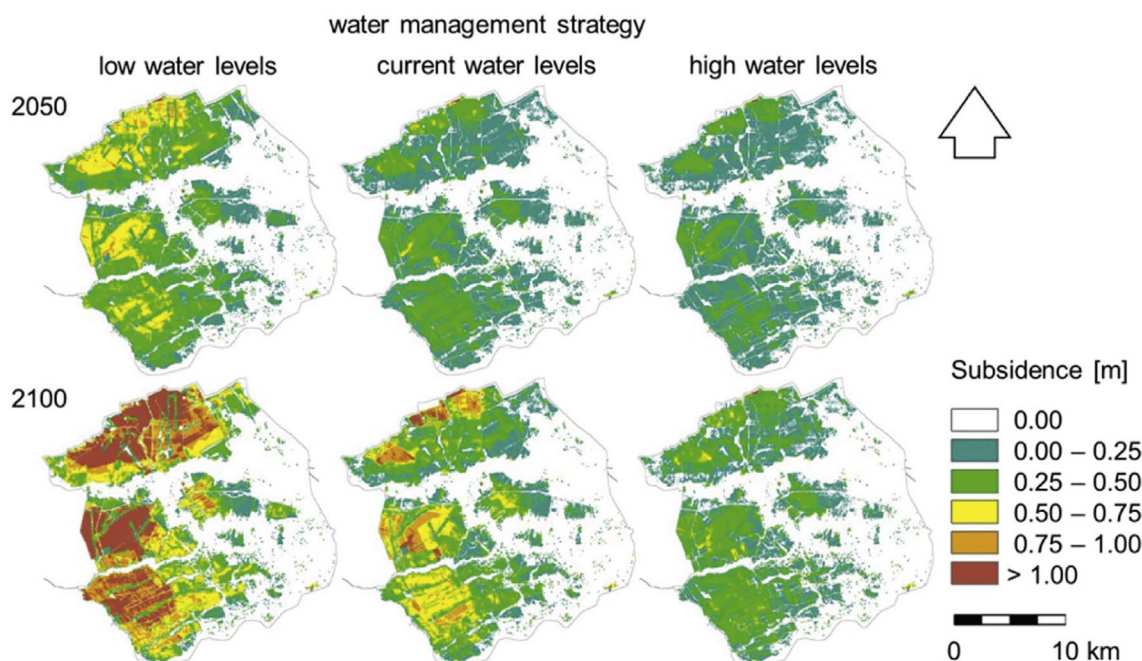 water management strategy
low water levels
current water levels
high water levels
2050
2100
Subsidence [m]
0.00
0.00 – 0.25
0.25 – 0.50
0.50 – 0.75
0.75 – 1.00
> 1.00
0 10 km